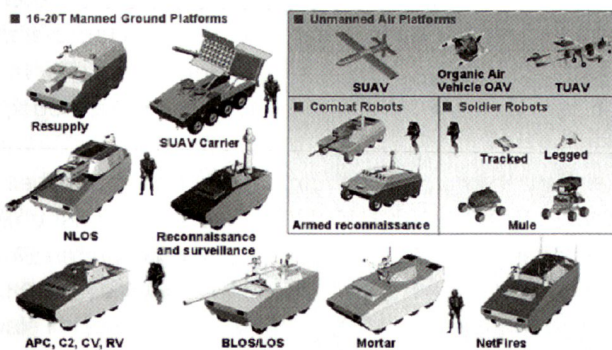 16-20T Manned Ground Platforms
Unmanned Air Platforms
Resupply
SUAV Carrier
SUAV
Organic Air
Vehicle OAV
TUAV
Combat Robots
Soldier Robots
Tracked
Legged
NLOS
Reconnaissance
and surveillance
Armed reconnaissance
Mule
APC, C2, CV, RV
BLOS/LOS
Mortar
NetFires